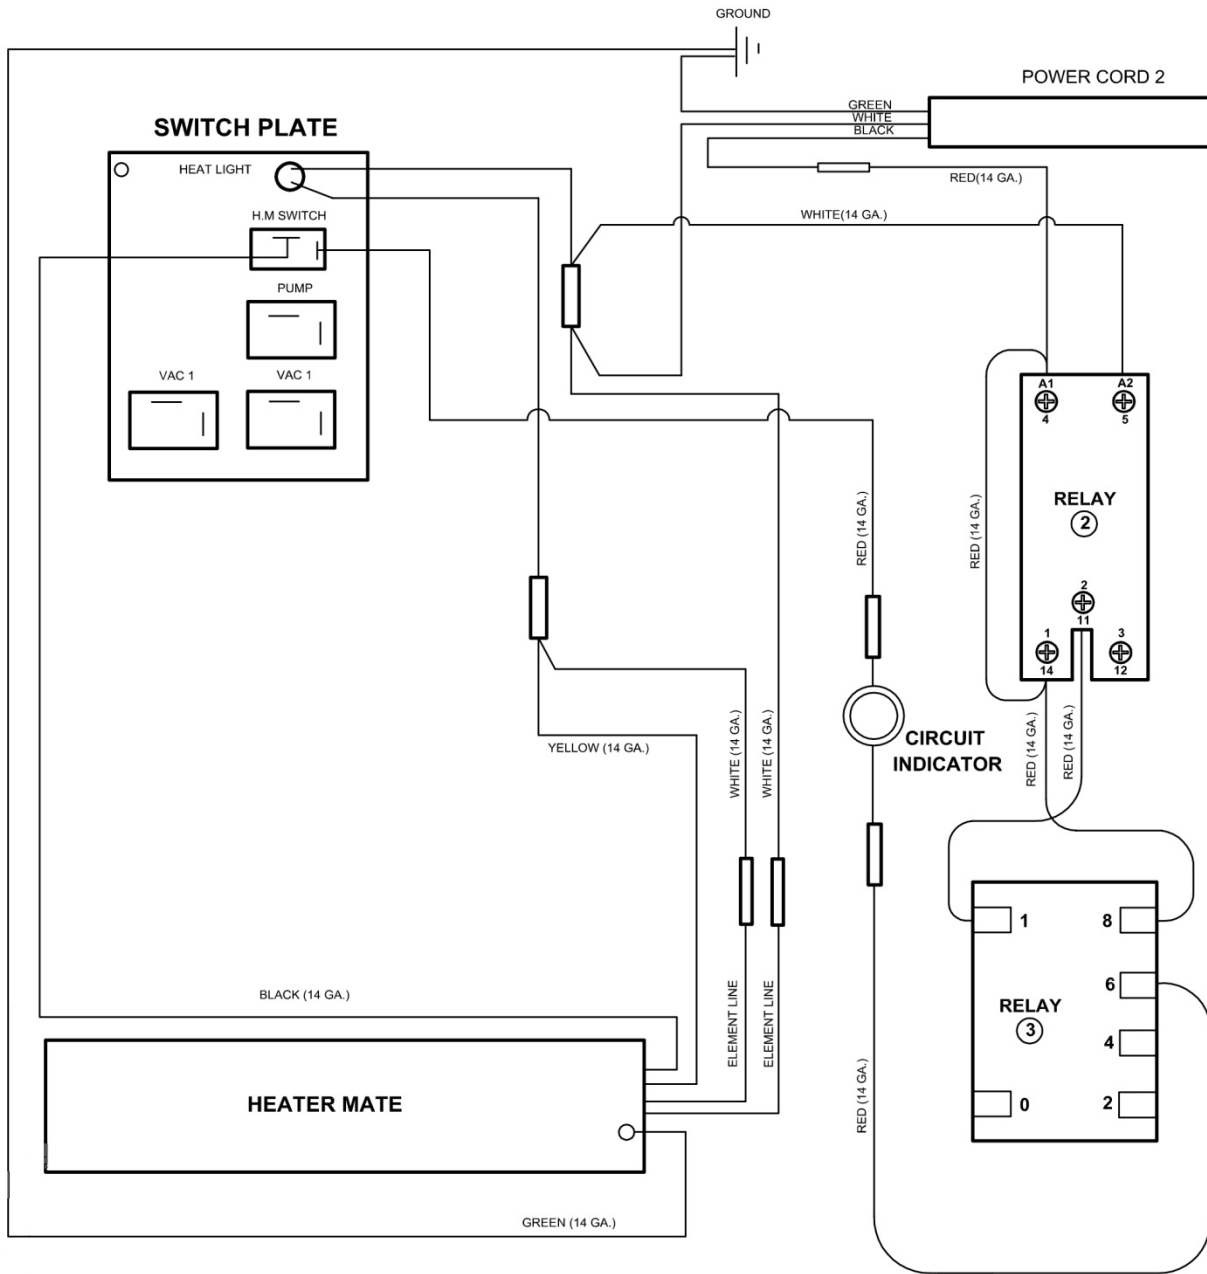 GROUND
POWER CORD 2
GREEN
WHITE
BLACK
RED(14 GA.)
WHITE(14 GA.)
SWITCH PLATE
HEAT LIGHT
H.M SWITCH
PUMP
VAC 1
VAC 1
A1
A2
4
5
RELAY
2
RED (14 GA.)
RED (14 GA.)
2
11
1
3
14
12
RED (14 GA.)
RED (14 GA.)
CIRCUIT
INDICATOR
YELLOW (14 GA.)
WHITE (14 GA.)
WHITE (14 GA.)
1
8
6
RELAY
3
4
0
2
ELEMENT LINE
ELEMENT LINE
RED (14 GA.)
BLACK (14 GA.)
HEATER MATE
GREEN (14 GA.)